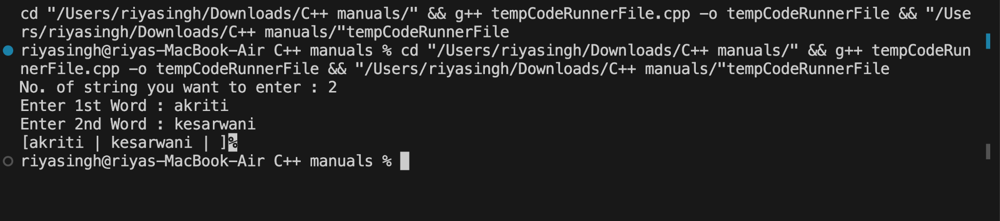 cd "/Users/riyasingh/Downloads/C++ manuals/" && g++ tempCodeRunnerFile.cpp -o tempCodeRunnerFile && "/Use
rs/riyasingh/Downloads/C++ manuals/"tempCodeRunnerFile
riyasingh@riyas-MacBook-Air C++ manuals % cd "/Users/riyasingh/Downloads/C++ manuals/" && g++ tempCodeRun
nerFile.cpp -o tempCodeRunnerFile && "/Users/riyasingh/Downloads/C++ manuals/"tempCodeRunnerFile
No. of string you want to enter : 2
Enter 1st Word : akriti
Enter 2nd Word : kesarwani
[akriti | kesarwani | ]%
riyasingh@riyas-MacBook-Air C++ manuals %